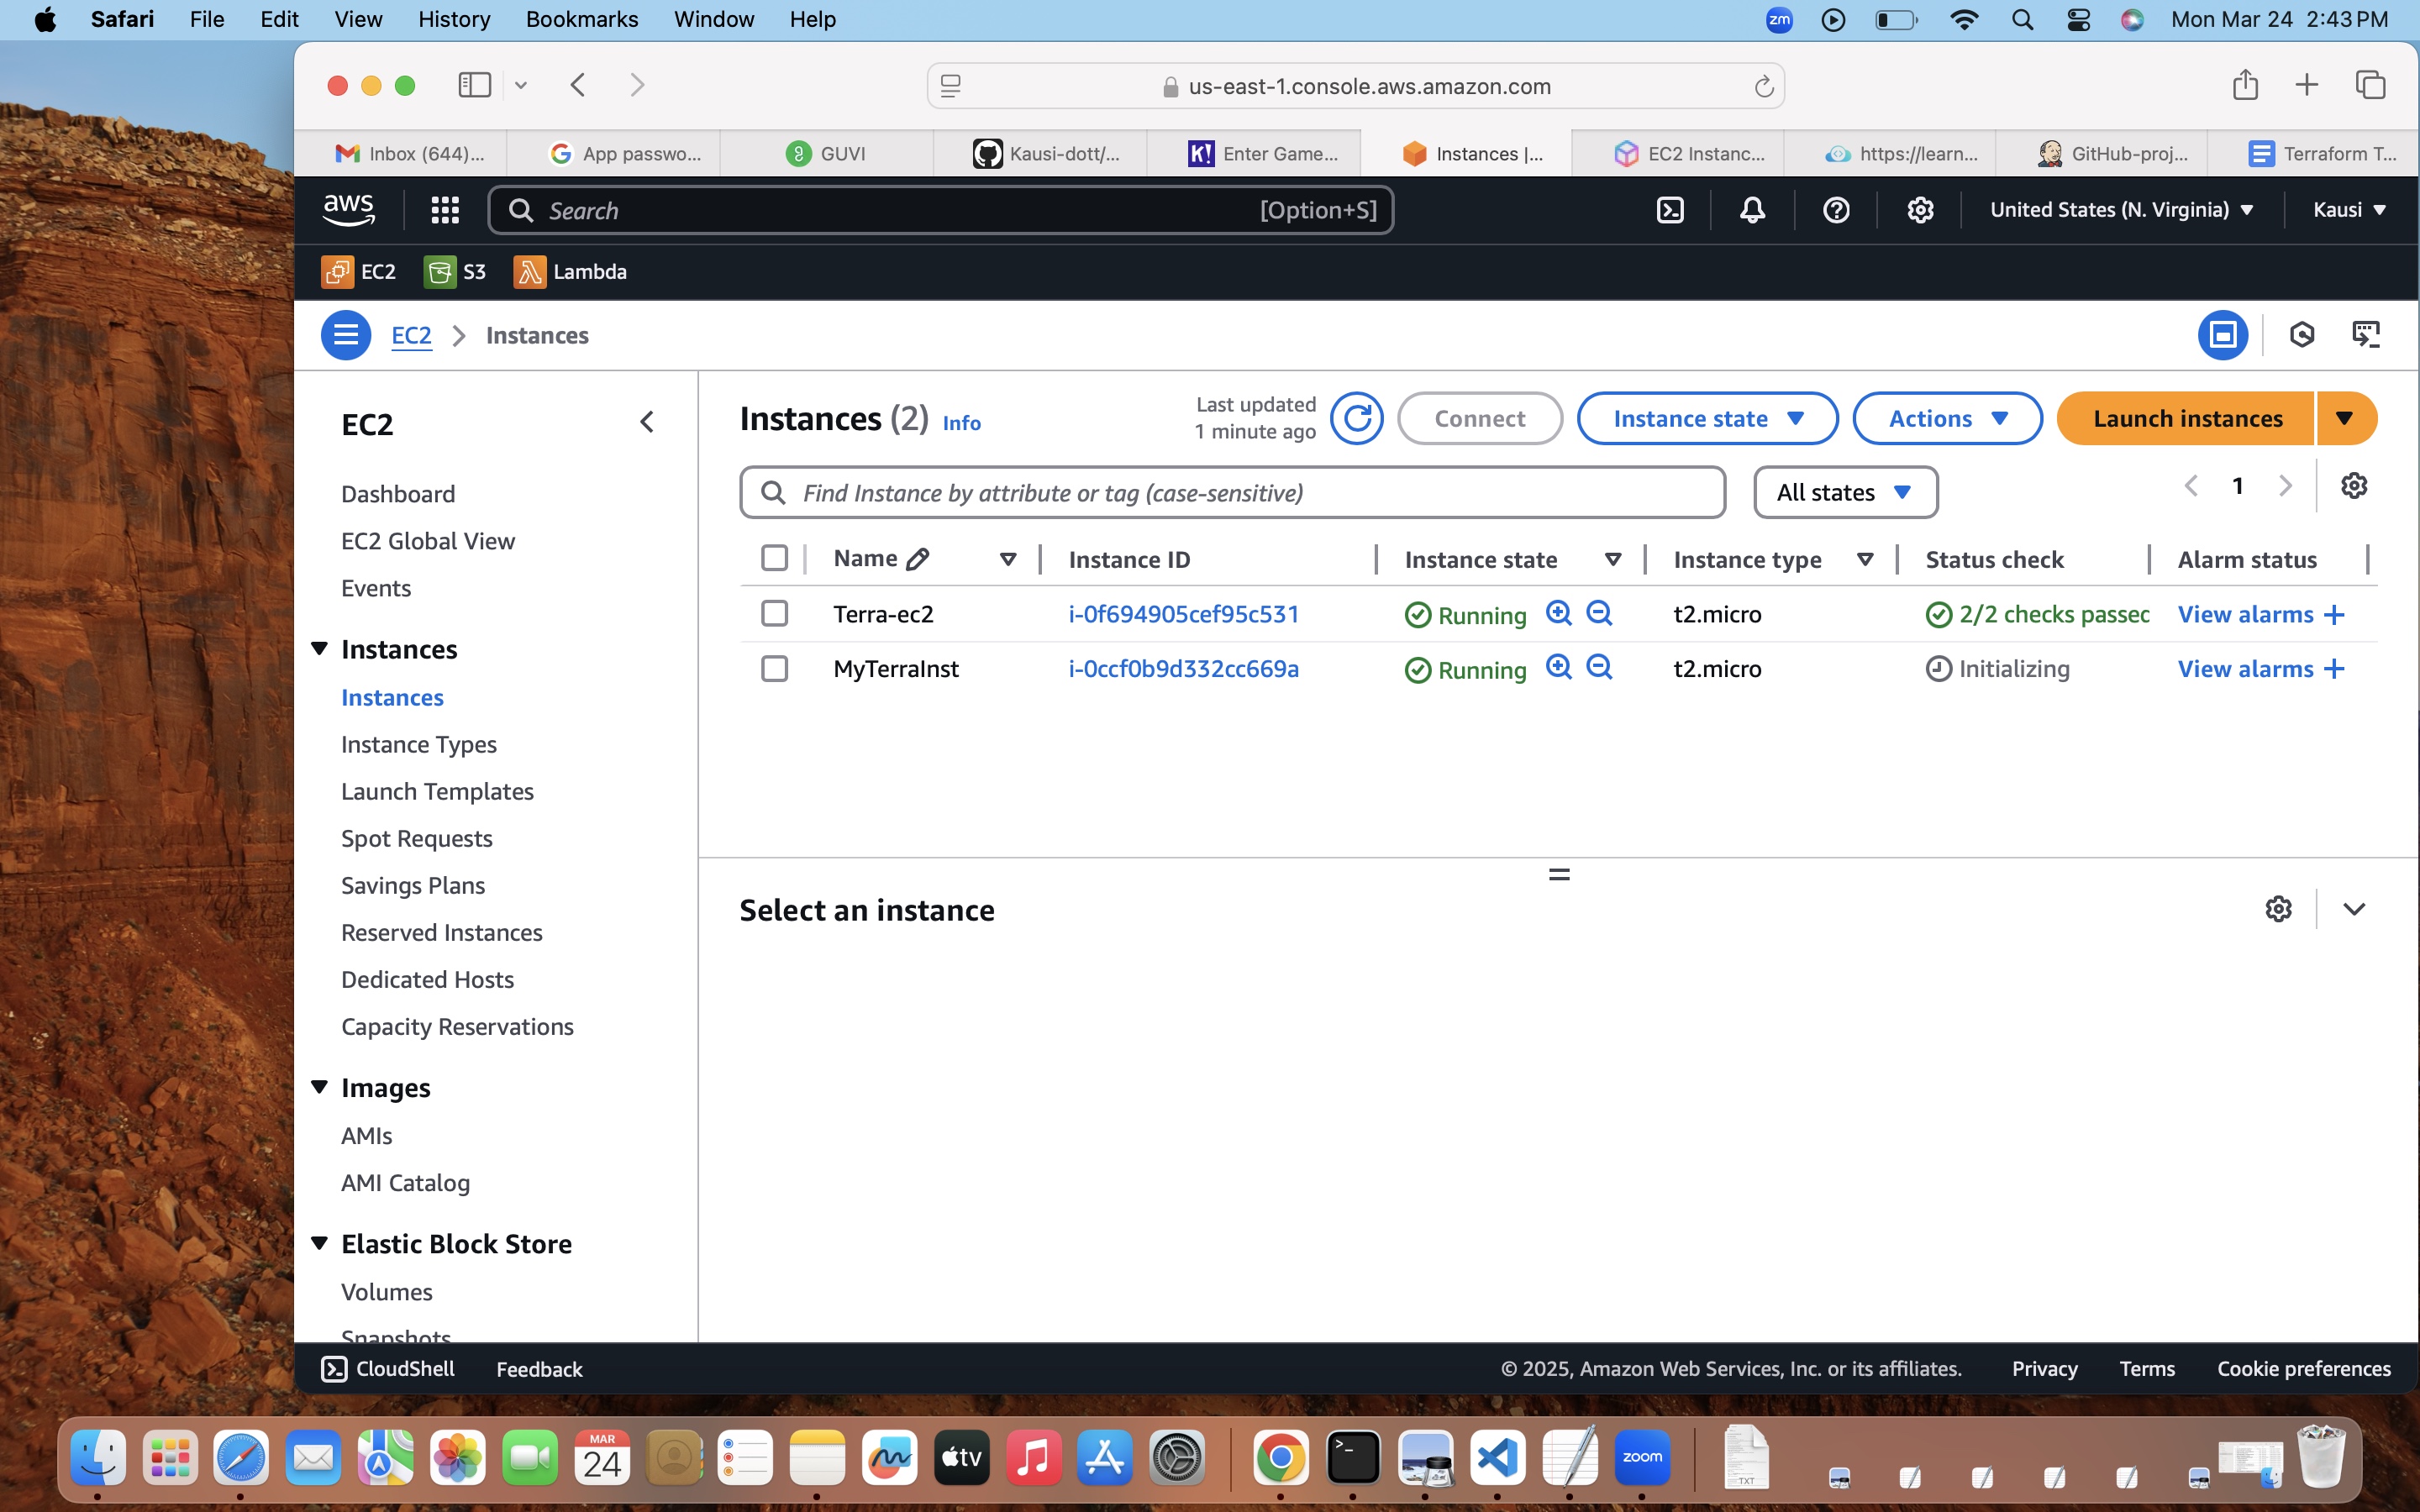 Safari File Edit View History Bookmarks Window Help zm Mon Mar 24 2:43 PM
us-east-1.console.aws.amazon.com
Inbox (644)... App passwo... GUVI Kausi-dott/... K! Enter Game... Instances |... EC2 Instanc... https://learn... GitHub-proj... Terraform T...
aws Search [Option+S] United States (N. Virginia) Kausi
EC2 S3 Lambda
EC2 Instances
EC2
Dashboard
EC2 Global View
Events
Instances
Instances
Instance Types
Launch Templates
Spot Requests
Savings Plans
Reserved Instances
Dedicated Hosts
Capacity Reservations
Images
AMIs
AMI Catalog
Elastic Block Store
Volumes
Snapshots
Instances (2) Info
Last updated
1 minute ago
Connect Instance state Actions Launch instances
Find Instance by attribute or tag (case-sensitive) All states 1
Name Instance ID Instance state Instance type Status check Alarm status
Terra-ec2 i-0f694905cef95c531 Running t2.micro 2/2 checks passec View alarms +
MyTerraInst i-0ccf0b9d332cc669a Running t2.micro Initializing View alarms +
Select an instance
CloudShell Feedback © 2025, Amazon Web Services, Inc. or its affiliates. Privacy Terms Cookie preferences
MAR
24
tv
zoom
TXT